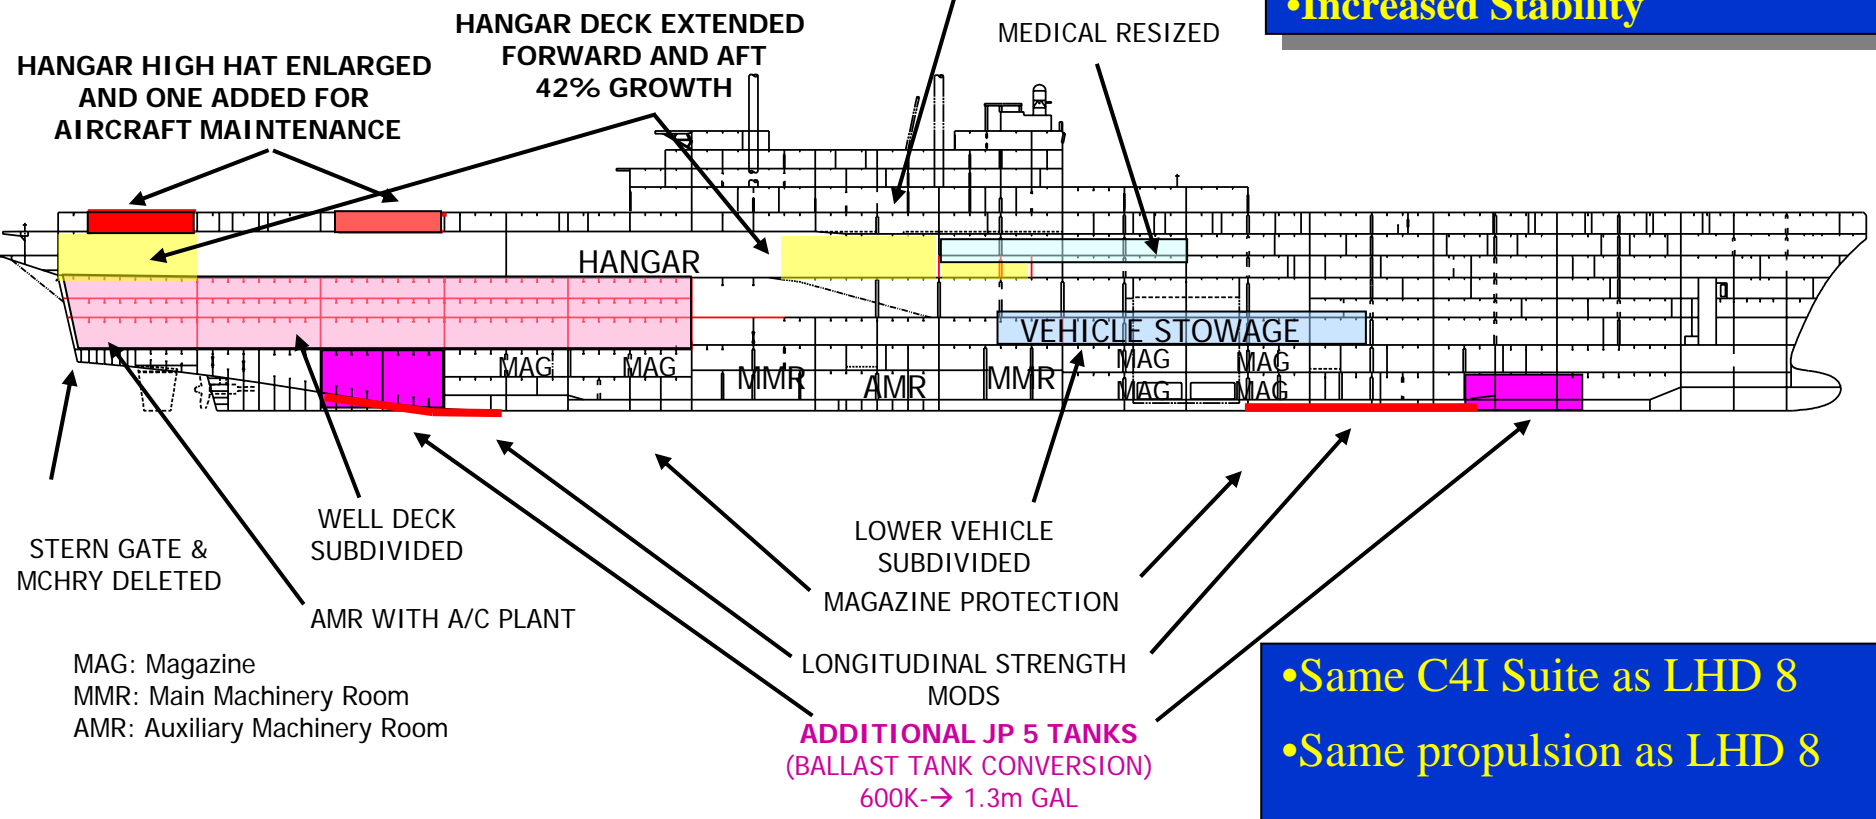 •Increased Stability
HANGAR DECK EXTENDED
FORWARD AND AFT
42% GROWTH
MEDICAL RESIZED
HANGAR HIGH HAT ENLARGED
AND ONE ADDED FOR
AIRCRAFT MAINTENANCE
HANGAR
VEHICLE STOWAGE
MAG
MAG
MMR
AMR
MMR
MAG
MAG
MAG
MAG
WELL DECK
SUBDIVIDED
STERN GATE &
MCHRY DELETED
LOWER VEHICLE
SUBDIVIDED
MAGAZINE PROTECTION
AMR WITH A/C PLANT
MAG: Magazine
MMR: Main Machinery Room
AMR: Auxiliary Machinery Room
LONGITUDINAL STRENGTH
MODS
ADDITIONAL JP 5 TANKS
(BALLAST TANK CONVERSION)
600K-→ 1.3m GAL
•Same C4I Suite as LHD 8
•Same propulsion as LHD 8